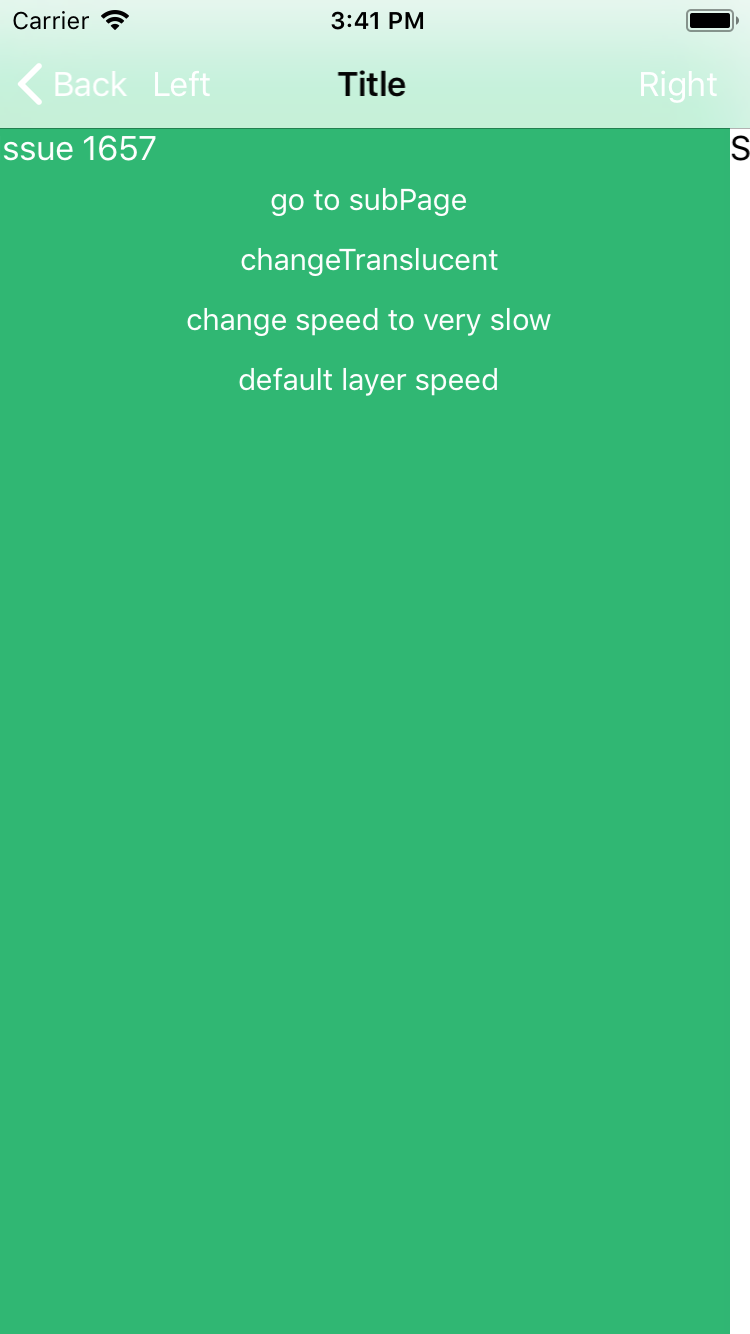 Carrier 3:41 PM
Back Left Title Right
ssue 1657 S
go to subPage
changeTranslucent
change speed to very slow
default layer speed